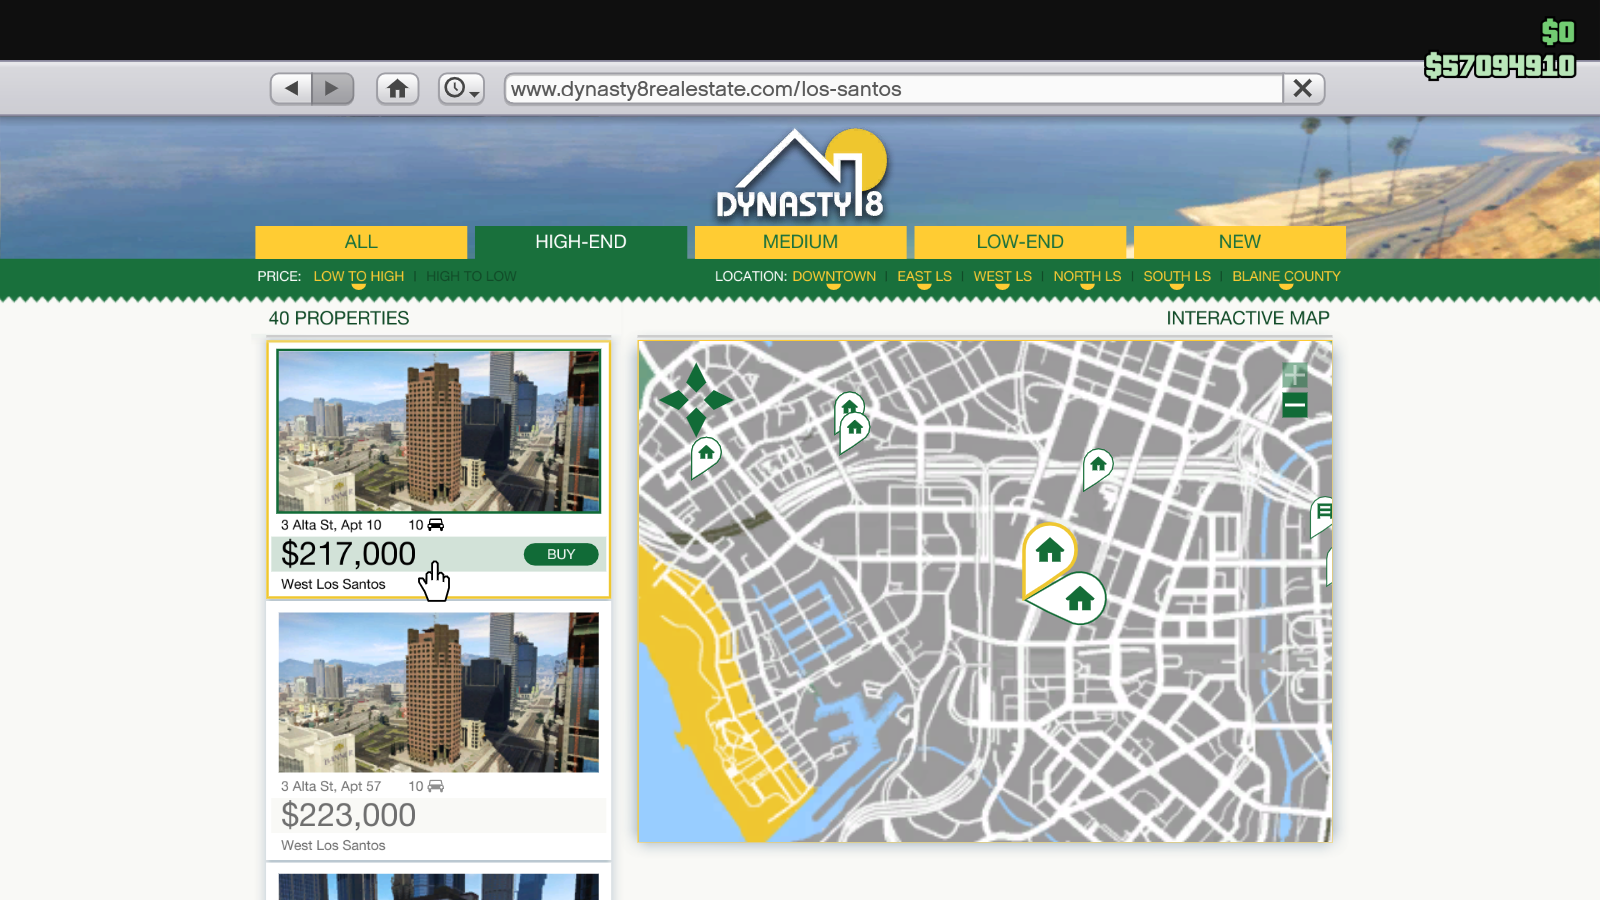 $0
$57094910
www.dynasty8realestate.com/los-santos
DYNASTY 8
ALL HIGH-END MEDIUM LOW-END NEW
PRICE: LOW TO HIGH | HIGH TO LOW LOCATION: DOWNTOWN | EAST LS | WEST LS | NORTH LS | SOUTH LS | BLAINE COUNTY
40 PROPERTIES
INTERACTIVE MAP
3 Alta St, Apt 10 10
$217,000 BUY
West Los Santos
3 Alta St, Apt 57 10
$223,000
West Los Santos